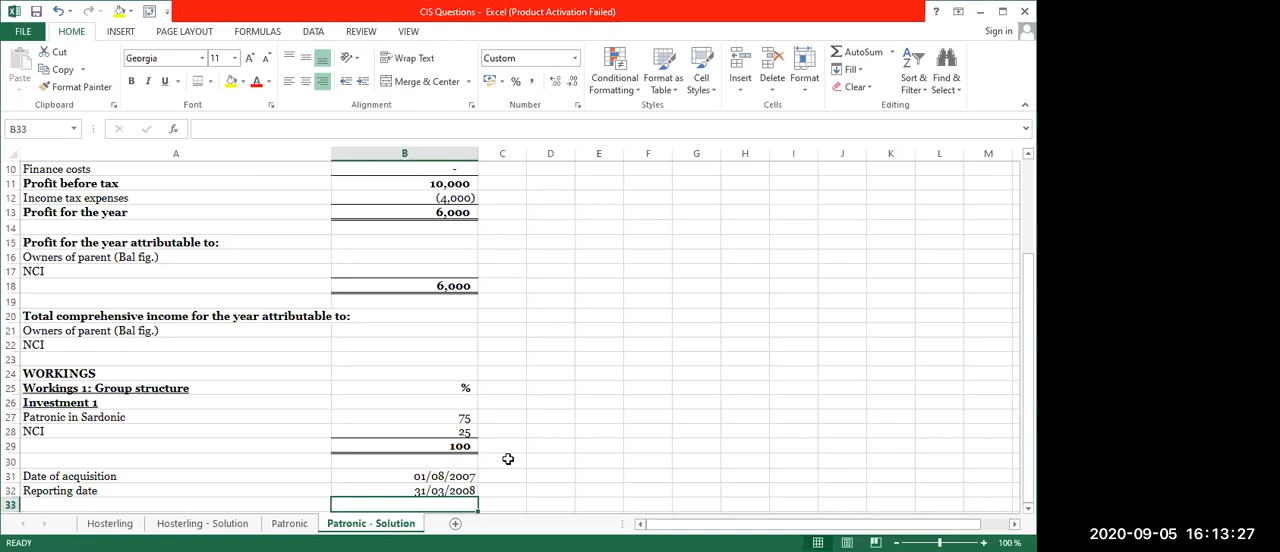 CIS Questions - Excel (Product Activation Failed)
?
FILE HOME INSERT PAGE LAYOUT FORMULAS DATA REVIEW VIEW Sign in
Paste
Cut
Copy
Format Painter
Clipboard
Georgia 11 A A
B I U A
Font
Wrap Text
Merge & Center
Alignment
Custom
% ,
Number
Conditional Formatting
Format as Table
Cell Styles
Styles
Insert Delete Format
Cells
AutoSum
Fill
Clear
Sort & Filter
Find & Select
Editing
B33 fx
A B C D E F G H I J K L M
10 Finance costs -
11 Profit before tax 10,000
12 Income tax expenses (4,000)
13 Profit for the year 6,000
14
15 Profit for the year attributable to:
16 Owners of parent (Bal fig.)
17 NCI
18 6,000
19
20 Total comprehensive income for the year attributable to:
21 Owners of parent (Bal fig.)
22 NCI
23
24 WORKINGS
25 Workings 1: Group structure %
26 Investment 1
27 Patronic in Sardonic 75
28 NCI 25
29 100
30
31 Date of acquisition 01/08/2007
32 Reporting date 31/03/2008
33
Hosterling Hosterling - Solution Patronic Patronic - Solution
READY 100 %
2020-09-05 16:13:27